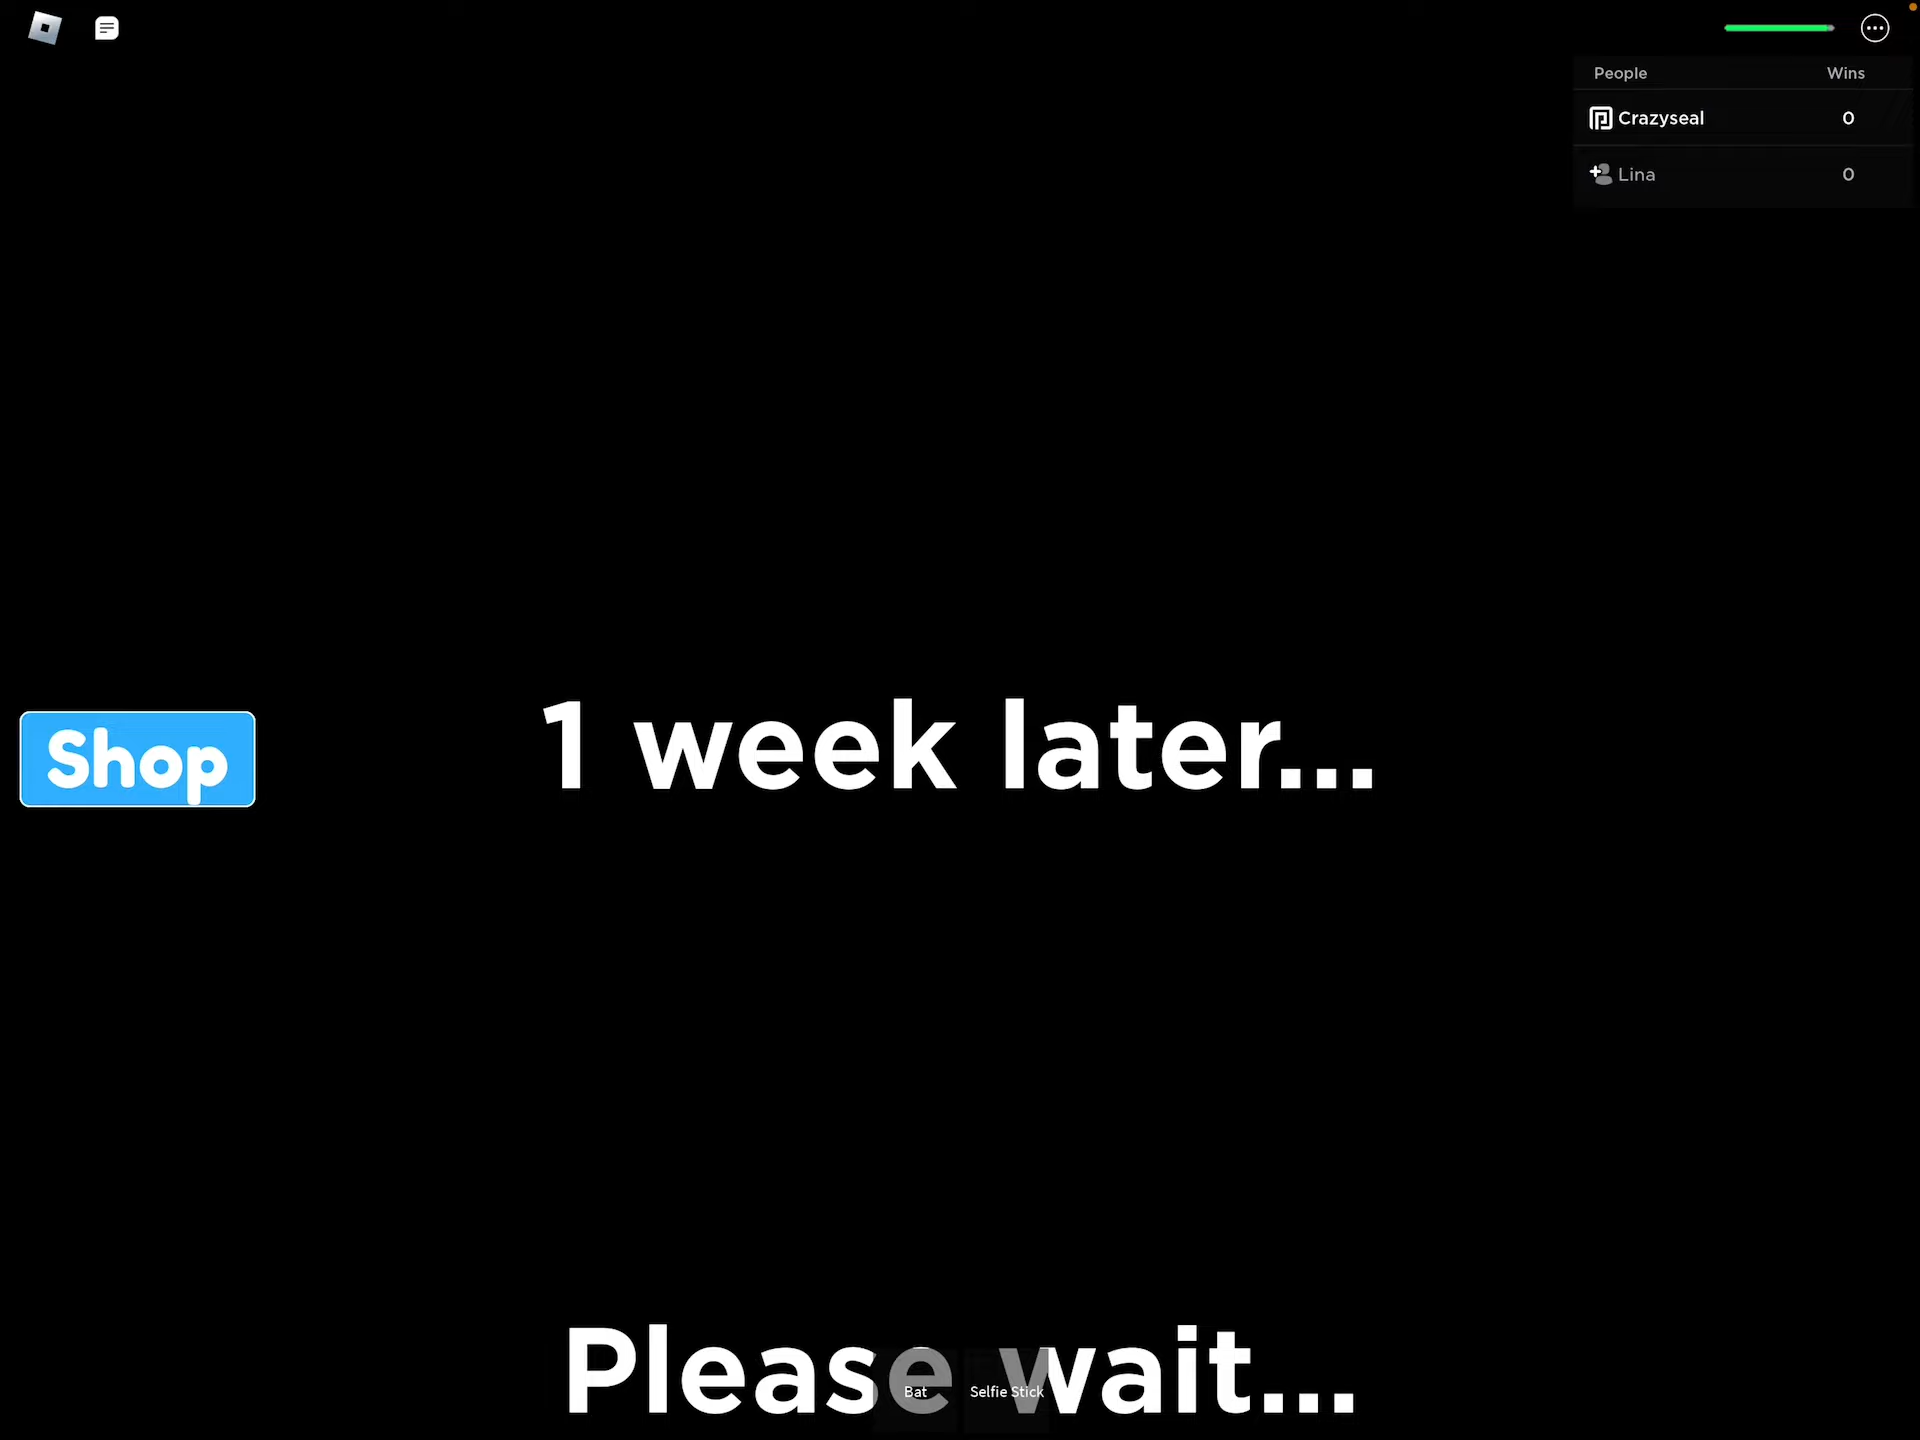 People Wins
Crazyseal 0
Lina 0
Shop
1 week later...
Please wait...
Bat Selfie Stick